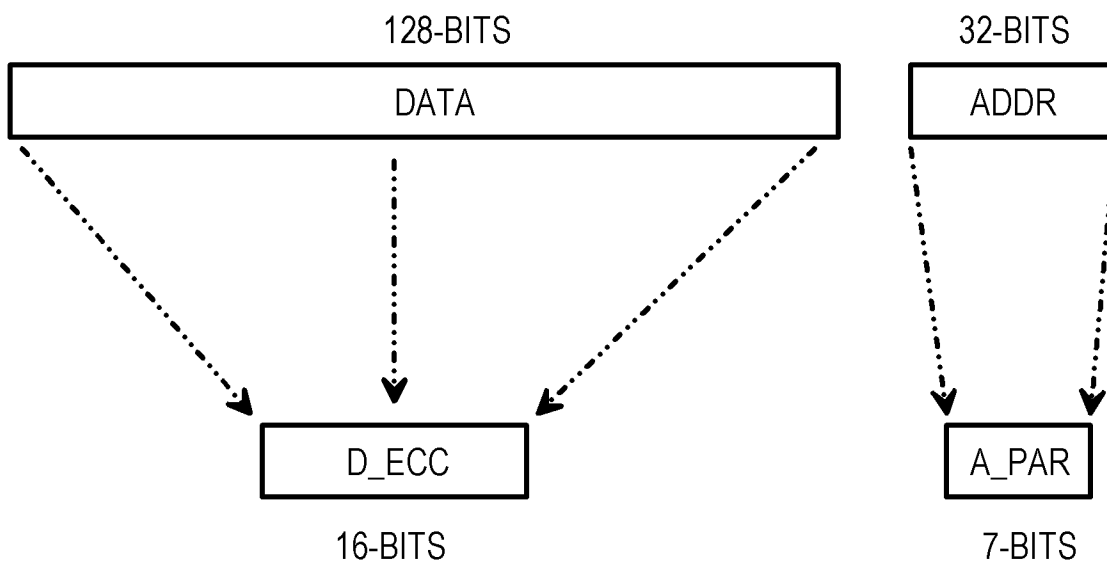 128-BITS
32-BITS
DATA
ADDR
D_ECC
A_PAR
16-BITS
7-BITS